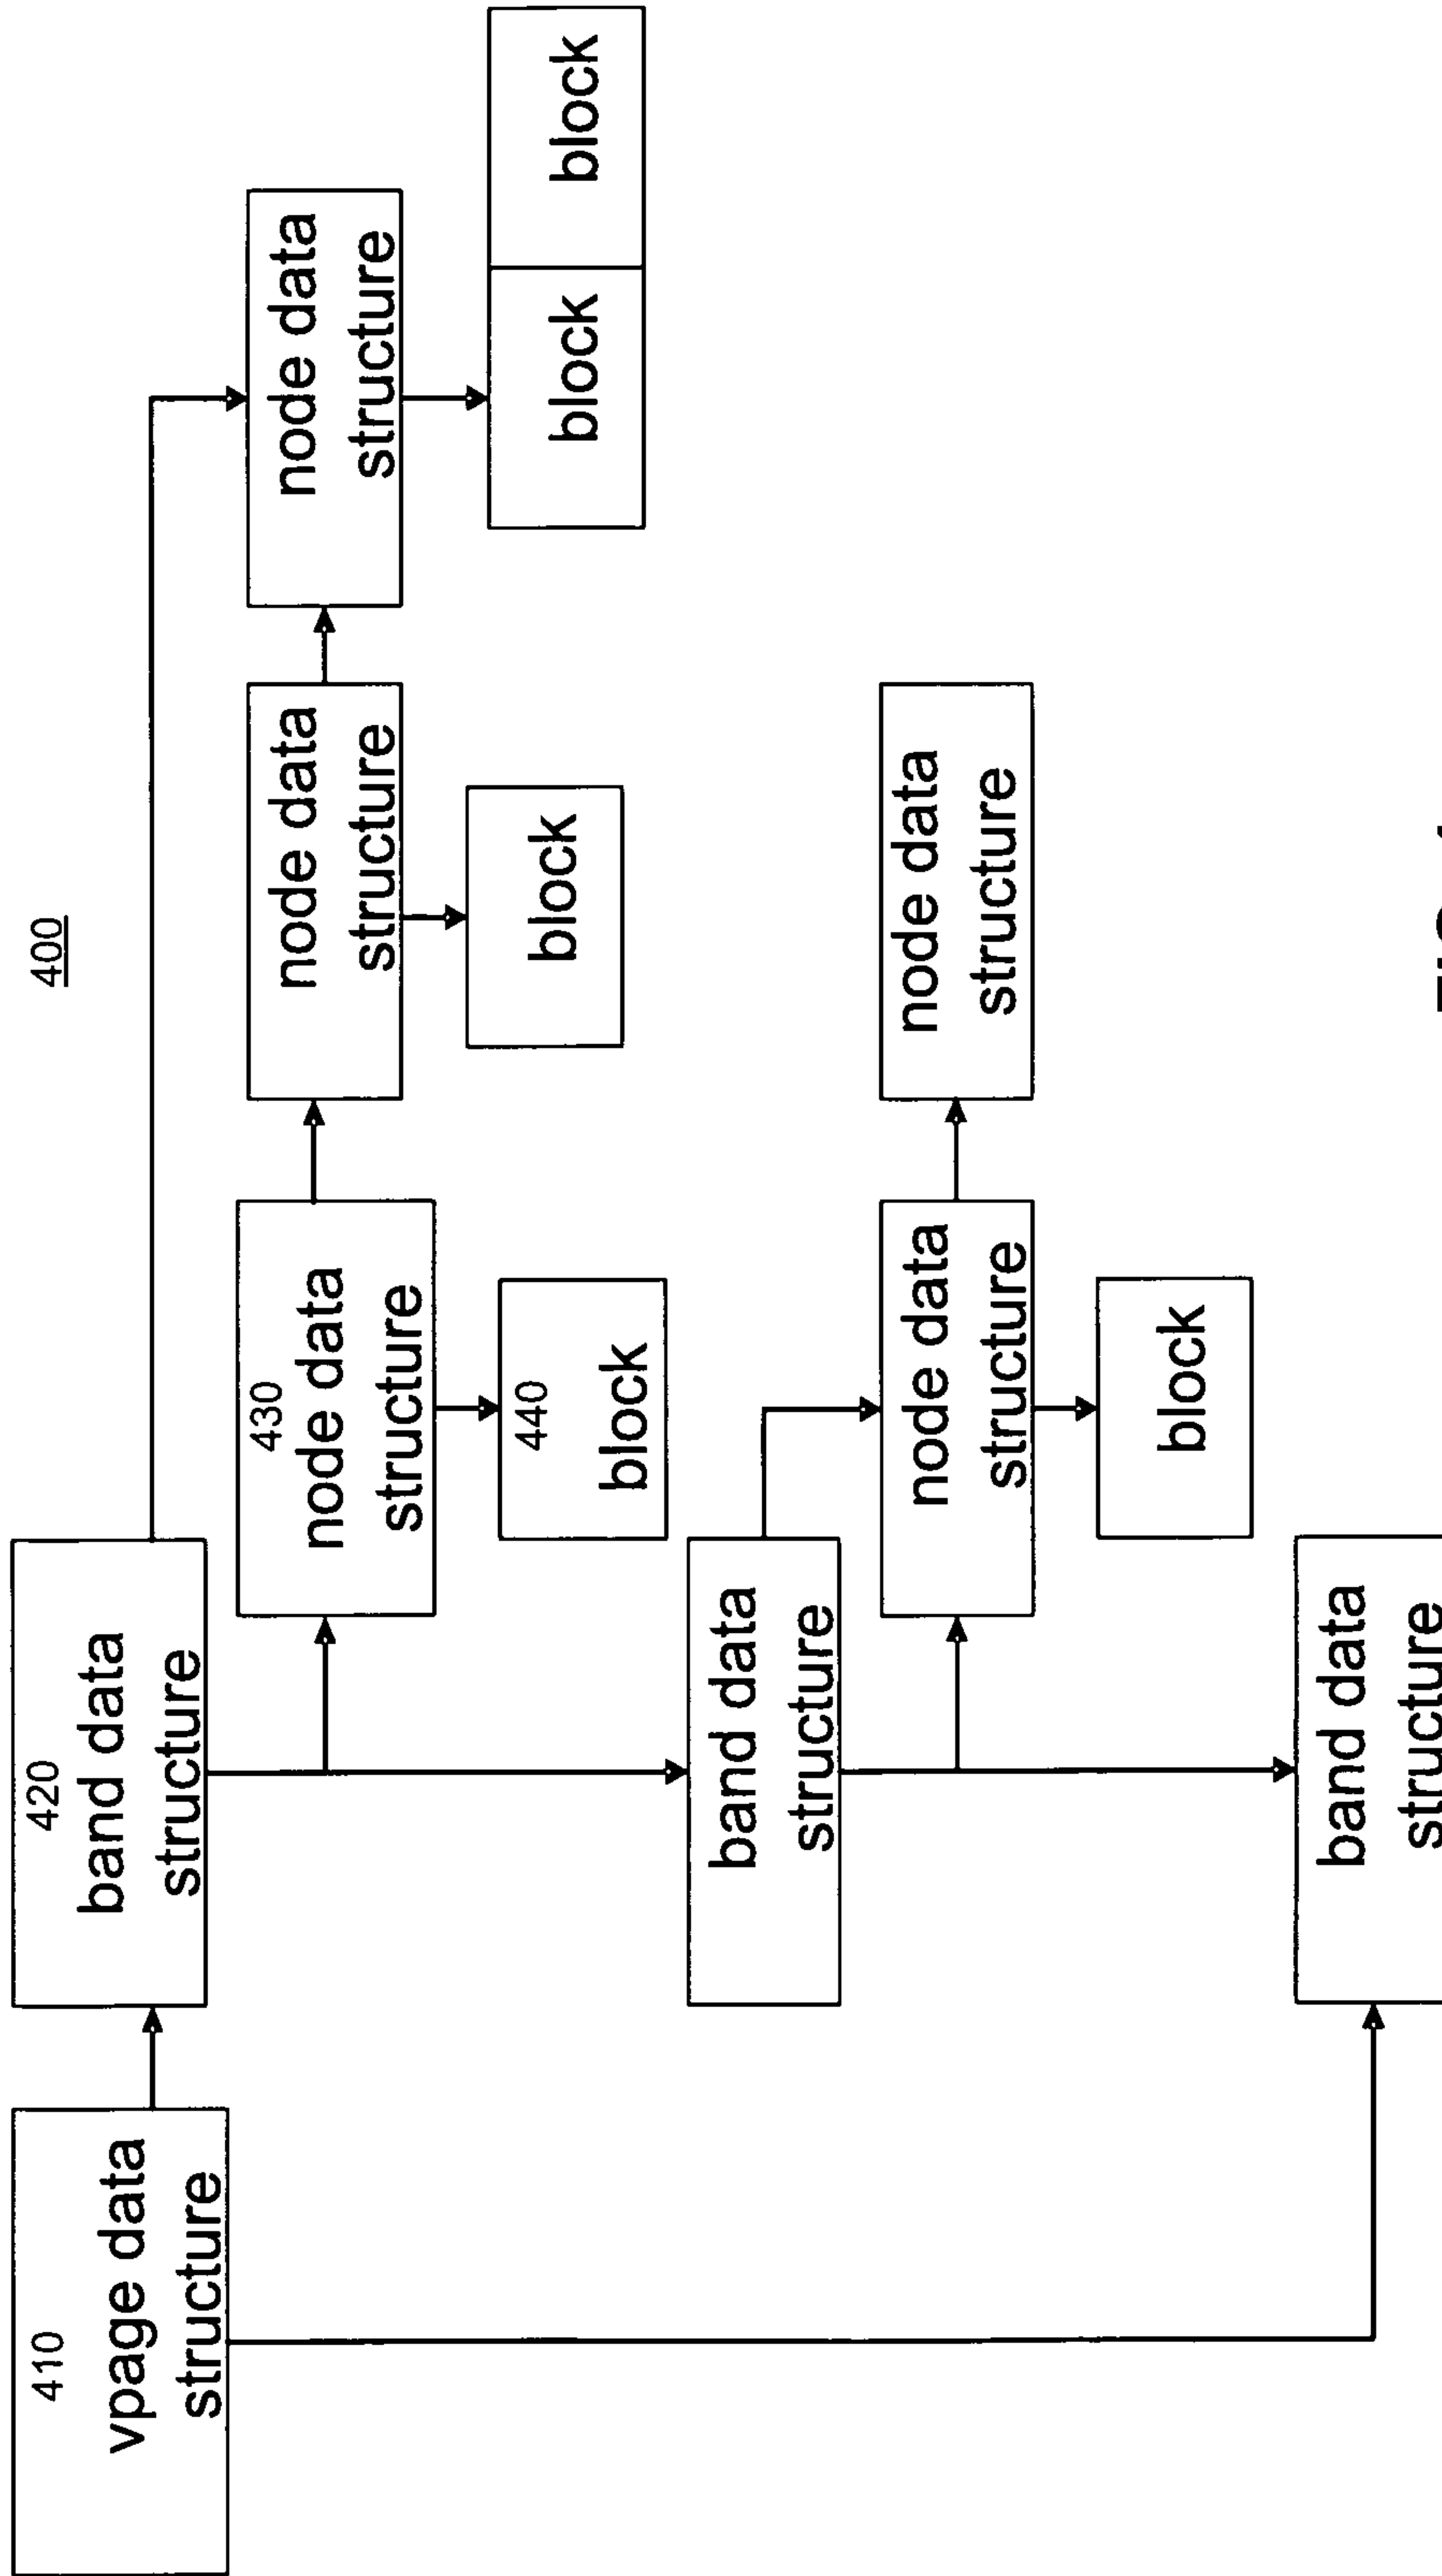 400
410
vpage data
structure
420
band data
structure
430
node data
structure
node data
structure
node data
structure
440
block
block
block
block
band data
structure
node data
structure
node data
structure
block
band data
structure